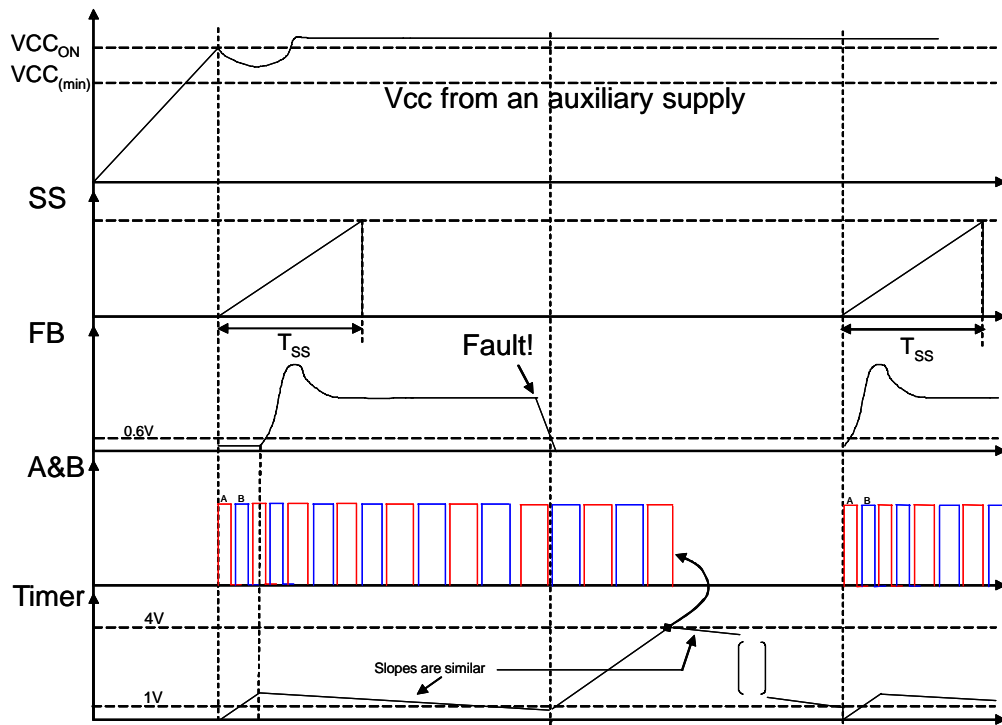 VCC_ON
VCC_(min)
Vcc from an auxiliary supply
SS
T_SS
T_SS
FB
Fault!
0.6V
A&B
A B
A B
Timer
4V
Slopes are similar
1V